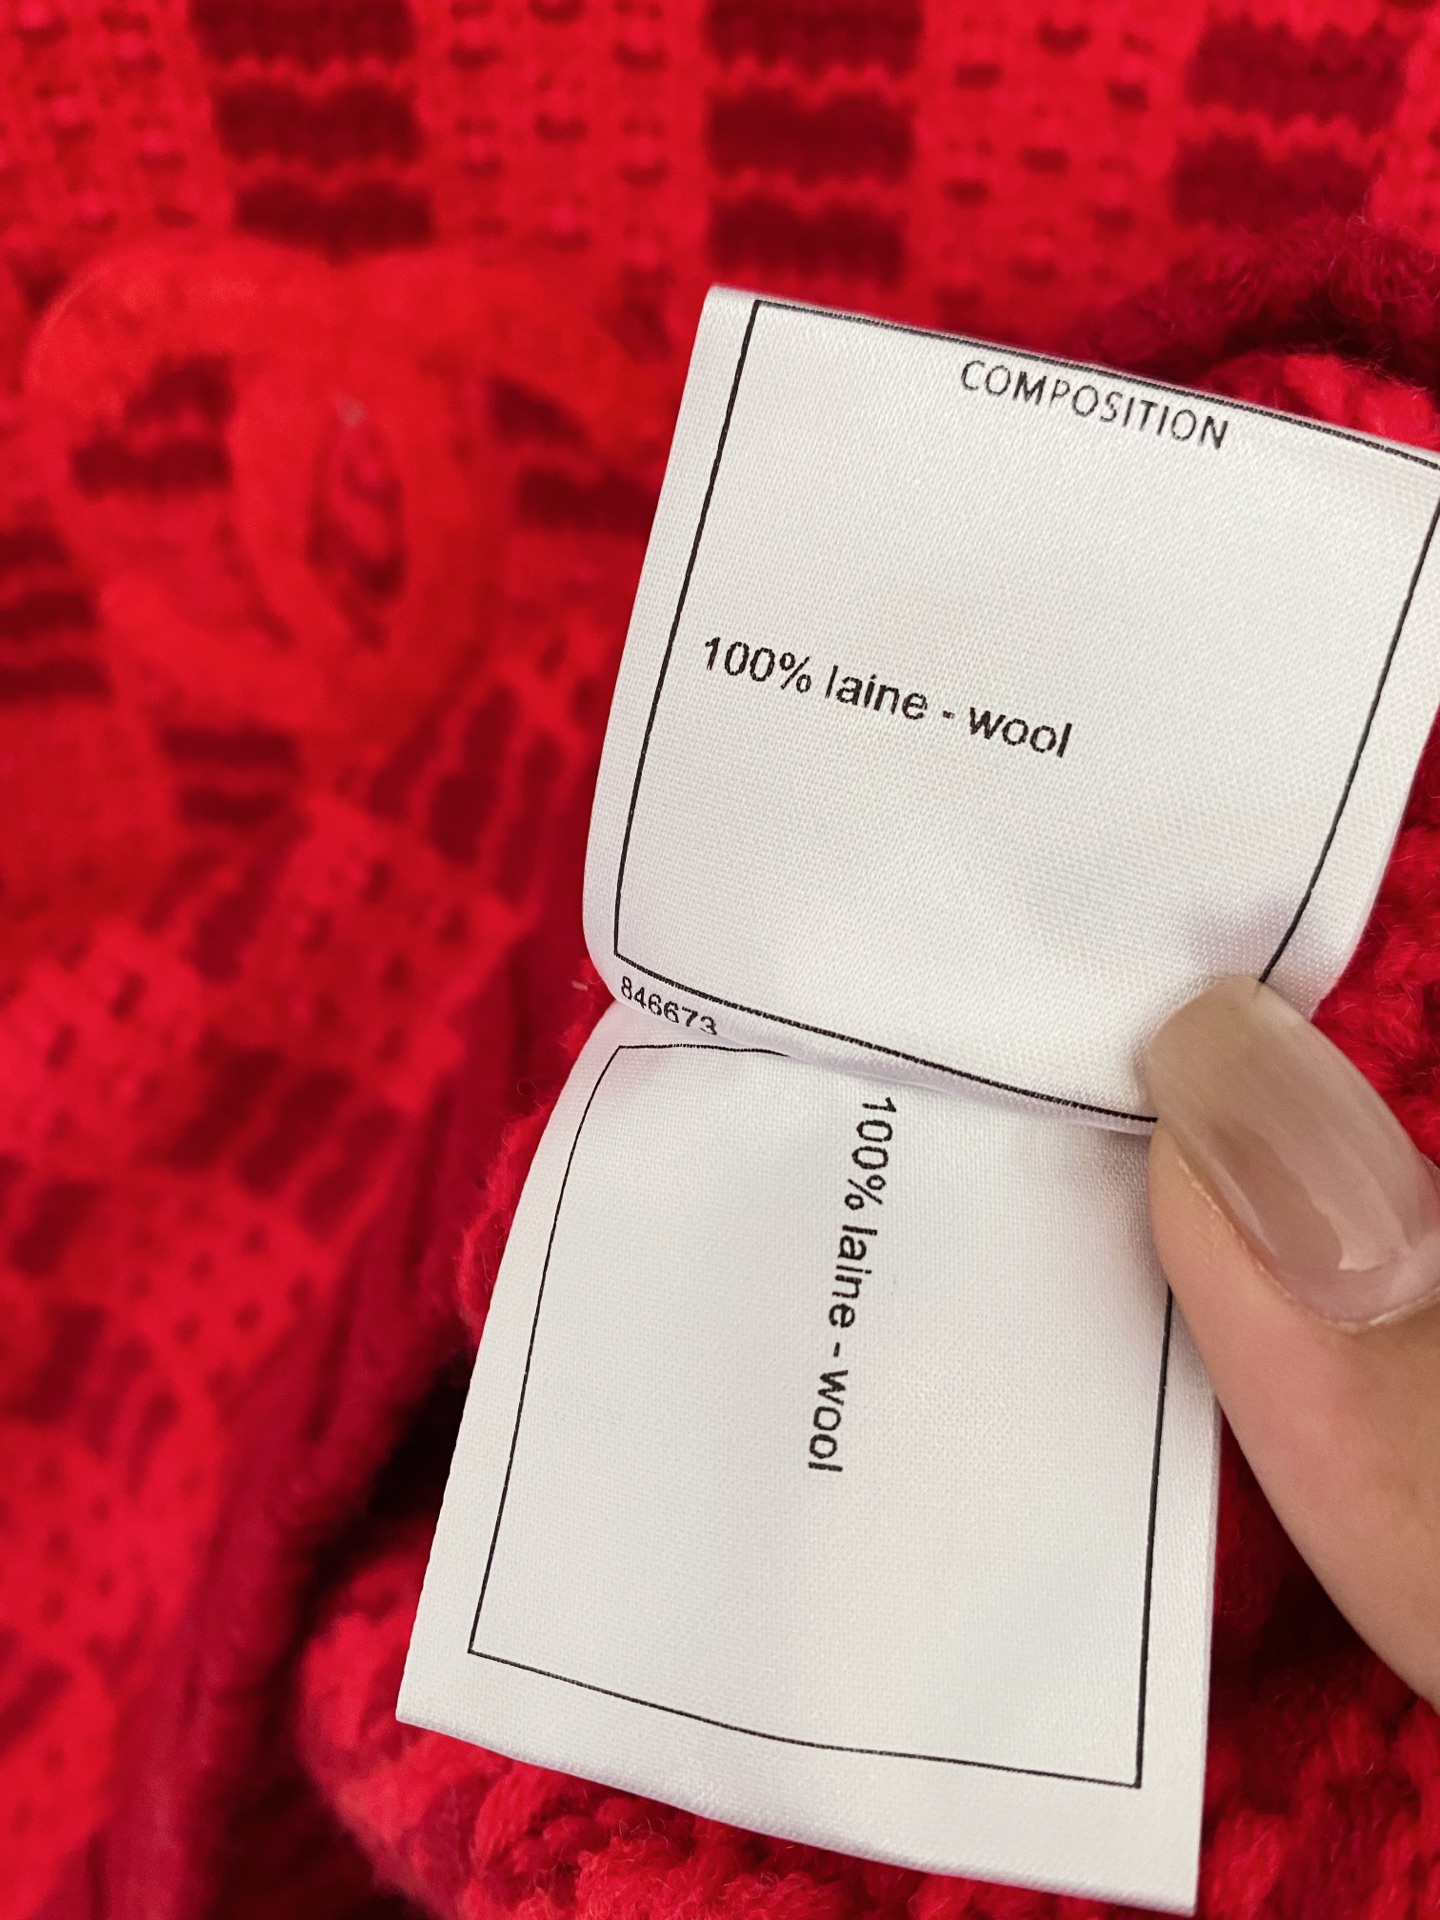 COMPOSITION
100% laine - wool
846673
100% laine - wool